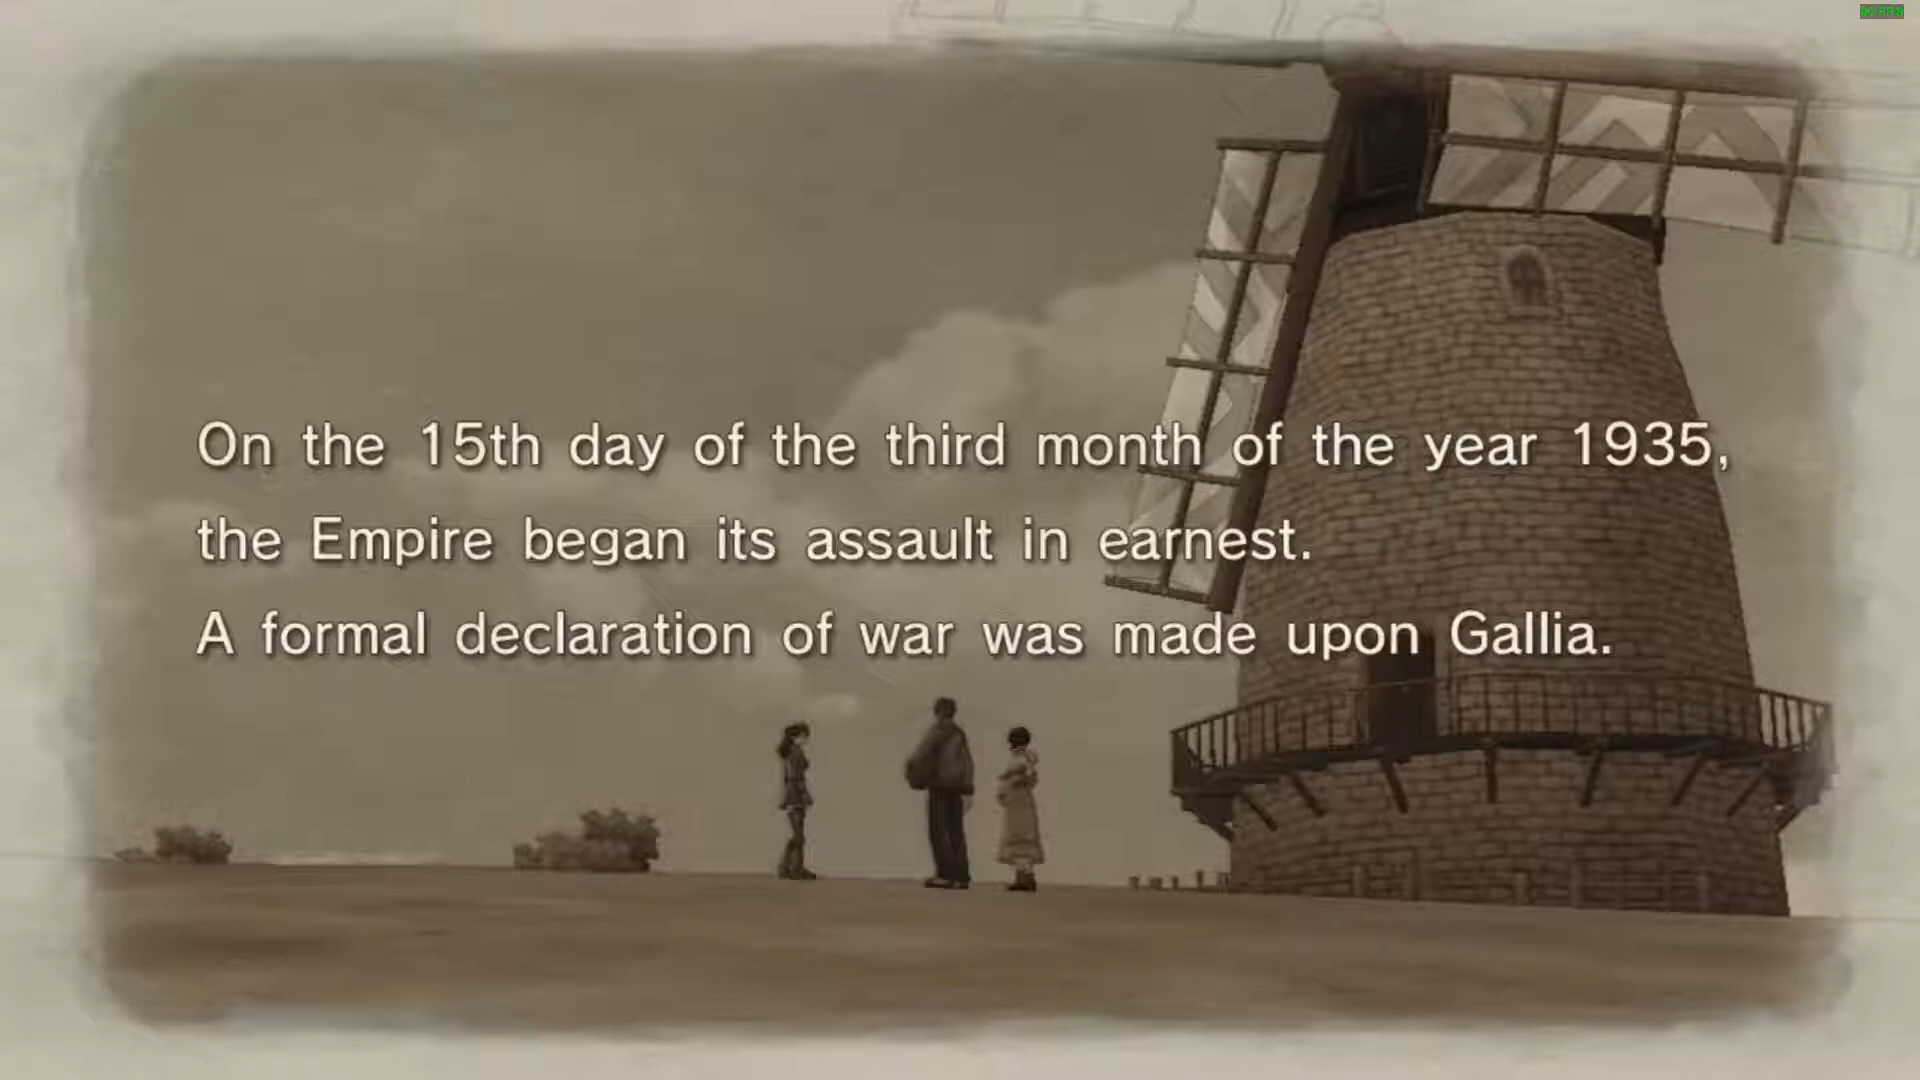 On the 15th day of the third month of the year 1935,
the Empire began its assault in earnest.
A formal declaration of war was made upon Gallia.